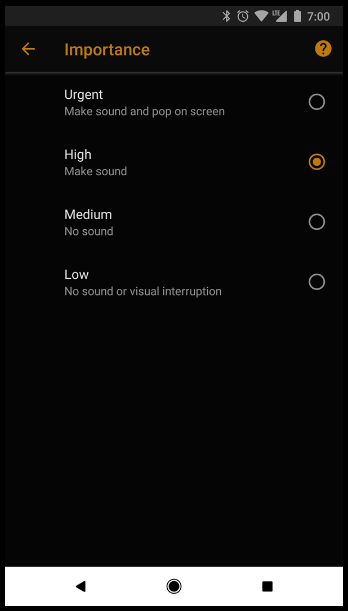 LTE 7:00
Importance ?
Urgent
Make sound and pop on screen
High
Make sound
Medium
No sound
Low
No sound or visual interruption